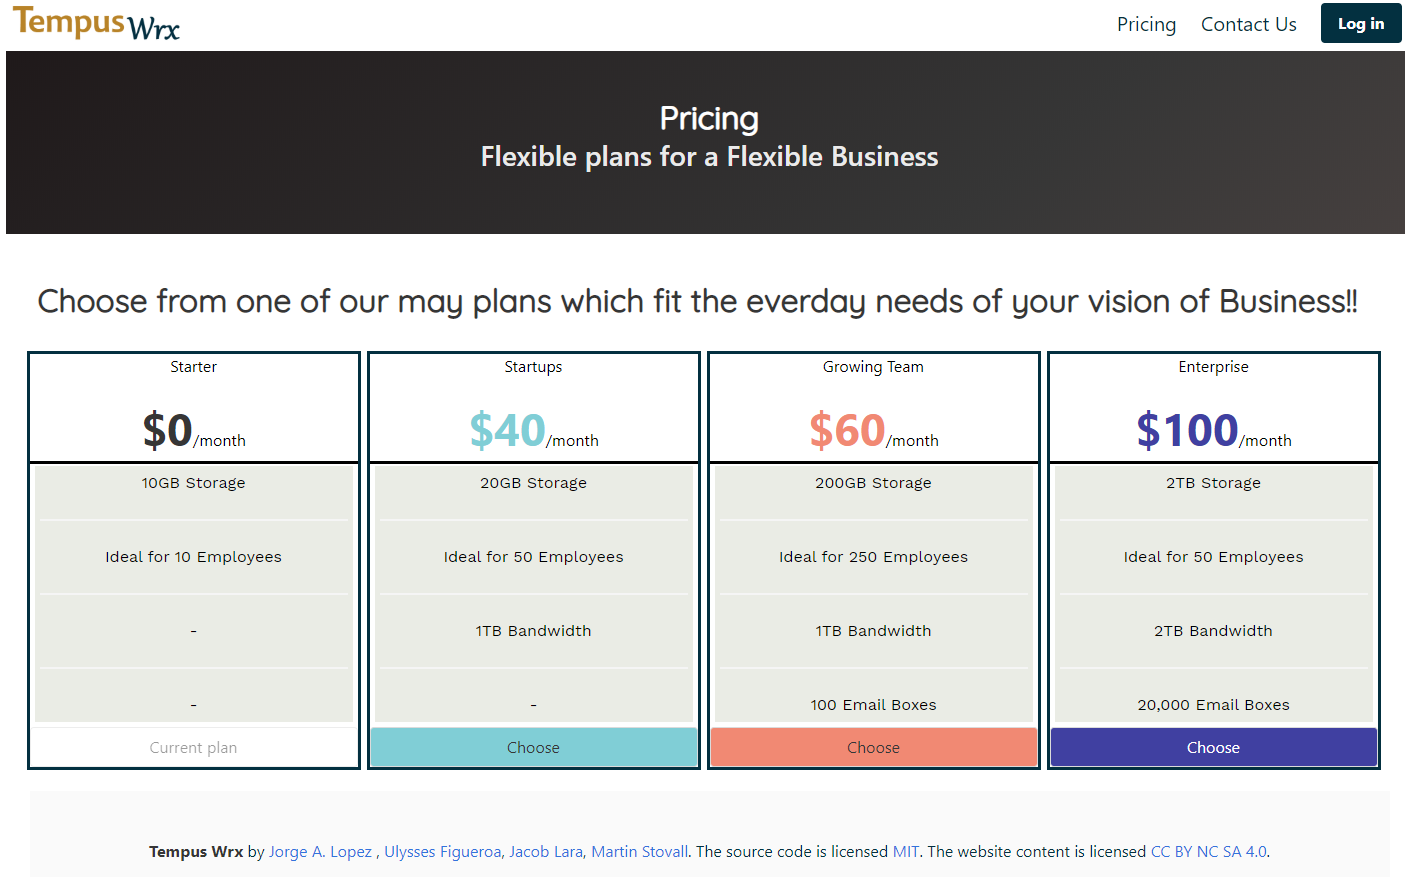 TempusWrx
Pricing
Contact Us
Log in
Pricing
Flexible plans for a Flexible Business
Choose from one of our may plans which fit the everday needs of your vision of Business!!
Starter
$0/month
10GB Storage
Ideal for 10 Employees
-
-
Current plan
Startups
$40/month
20GB Storage
Ideal for 50 Employees
1TB Bandwidth
-
Choose
Growing Team
$60/month
200GB Storage
Ideal for 250 Employees
1TB Bandwidth
100 Email Boxes
Choose
Enterprise
$100/month
2TB Storage
Ideal for 50 Employees
2TB Bandwidth
20,000 Email Boxes
Choose
Tempus Wrx by Jorge A. Lopez , Ulysses Figueroa, Jacob Lara, Martin Stovall. The source code is licensed MIT. The website content is licensed CC BY NC SA 4.0.